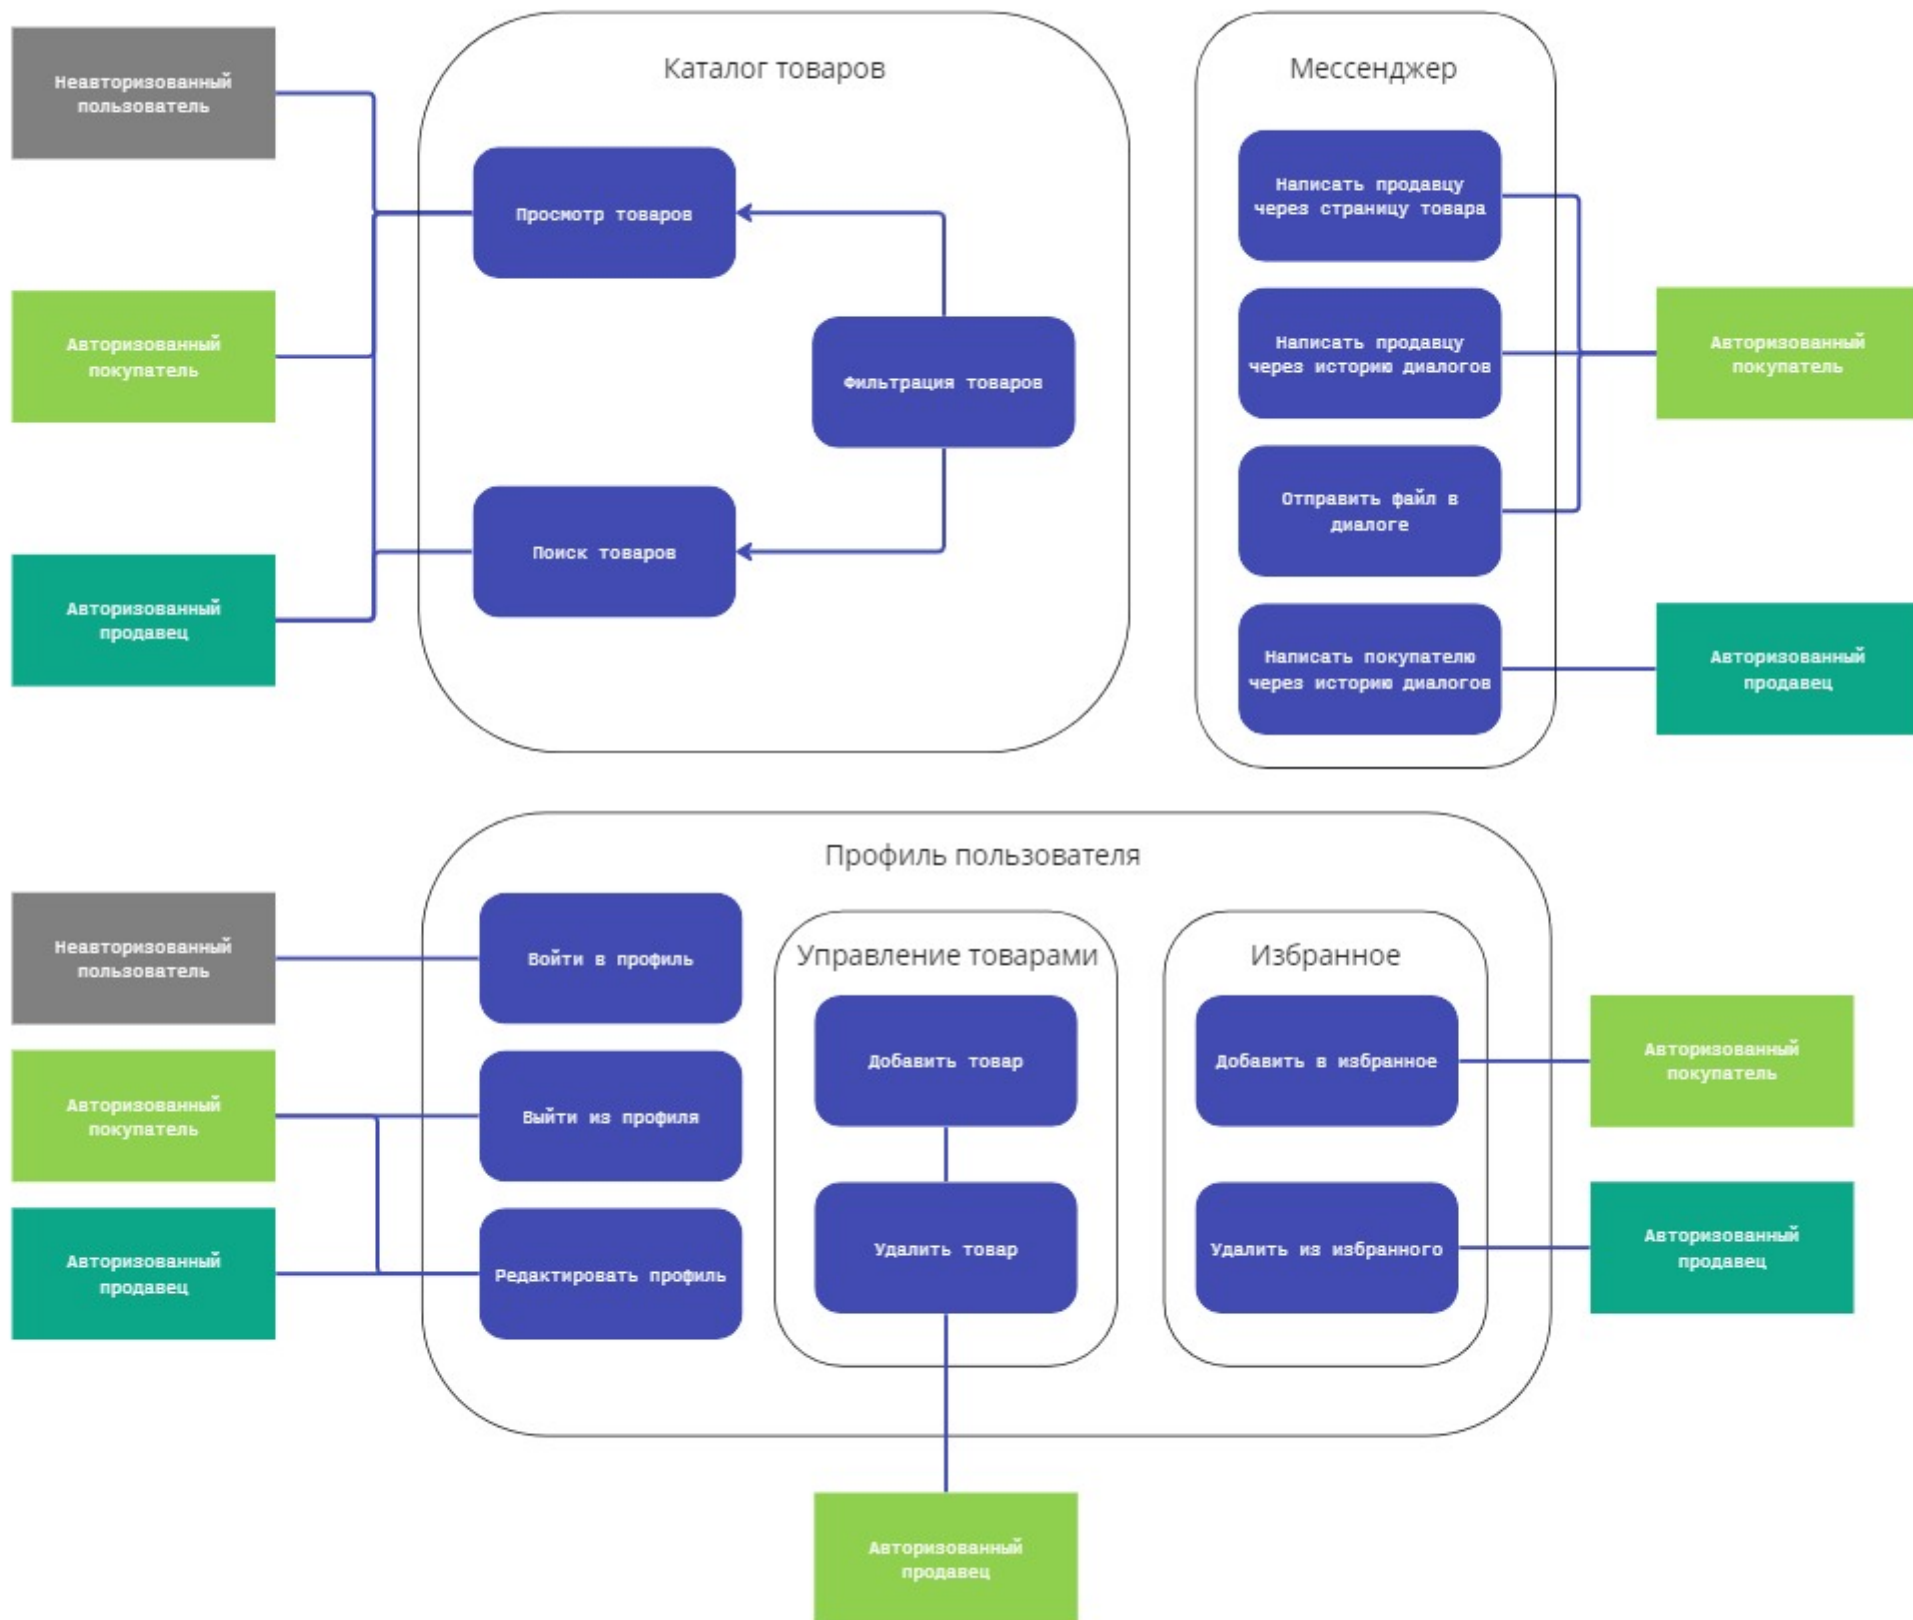 Каталог товаров
Мессенджер
Неавторизованный
пользователь
Просмотр товаров
Написать продавцу
через страницу товара
Авторизованный
покупатель
Фильтрация товаров
Написать продавцу
через историю диалогов
Авторизованный
покупатель
Поиск товаров
Отправить файл в
диалоге
Авторизованный
продавец
Написать покупателю
через историю диалогов
Авторизованный
продавец
Профиль пользователя
Неавторизованный
пользователь
Войти в профиль
Управление товарами
Избранное
Авторизованный
покупатель
Выйти из профиля
Добавить товар
Добавить в избранное
Авторизованный
покупатель
Авторизованный
продавец
Редактировать профиль
Удалить товар
Удалить из избранного
Авторизованный
продавец
Авторизованный
продавец